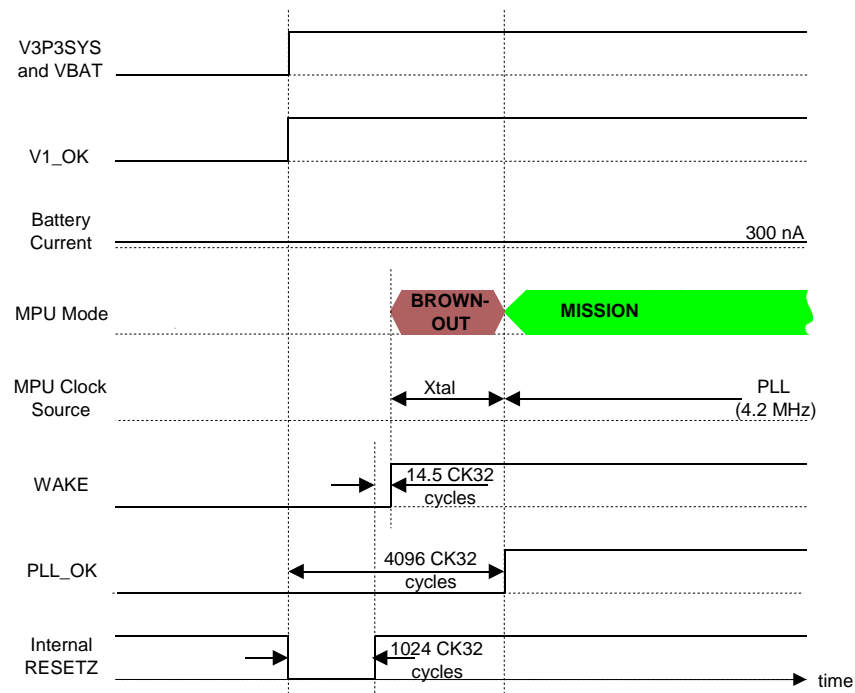 V3P3SYS
and VBAT
V1_OK
Battery
Current
300 nA
MPU Mode
BROWN-
OUT
MISSION
MPU Clock
Source
Xtal
PLL
(4.2 MHz)
WAKE
14.5 CK32
cycles
PLL_OK
4096 CK32
cycles
Internal
RESETZ
1024 CK32
cycles
time